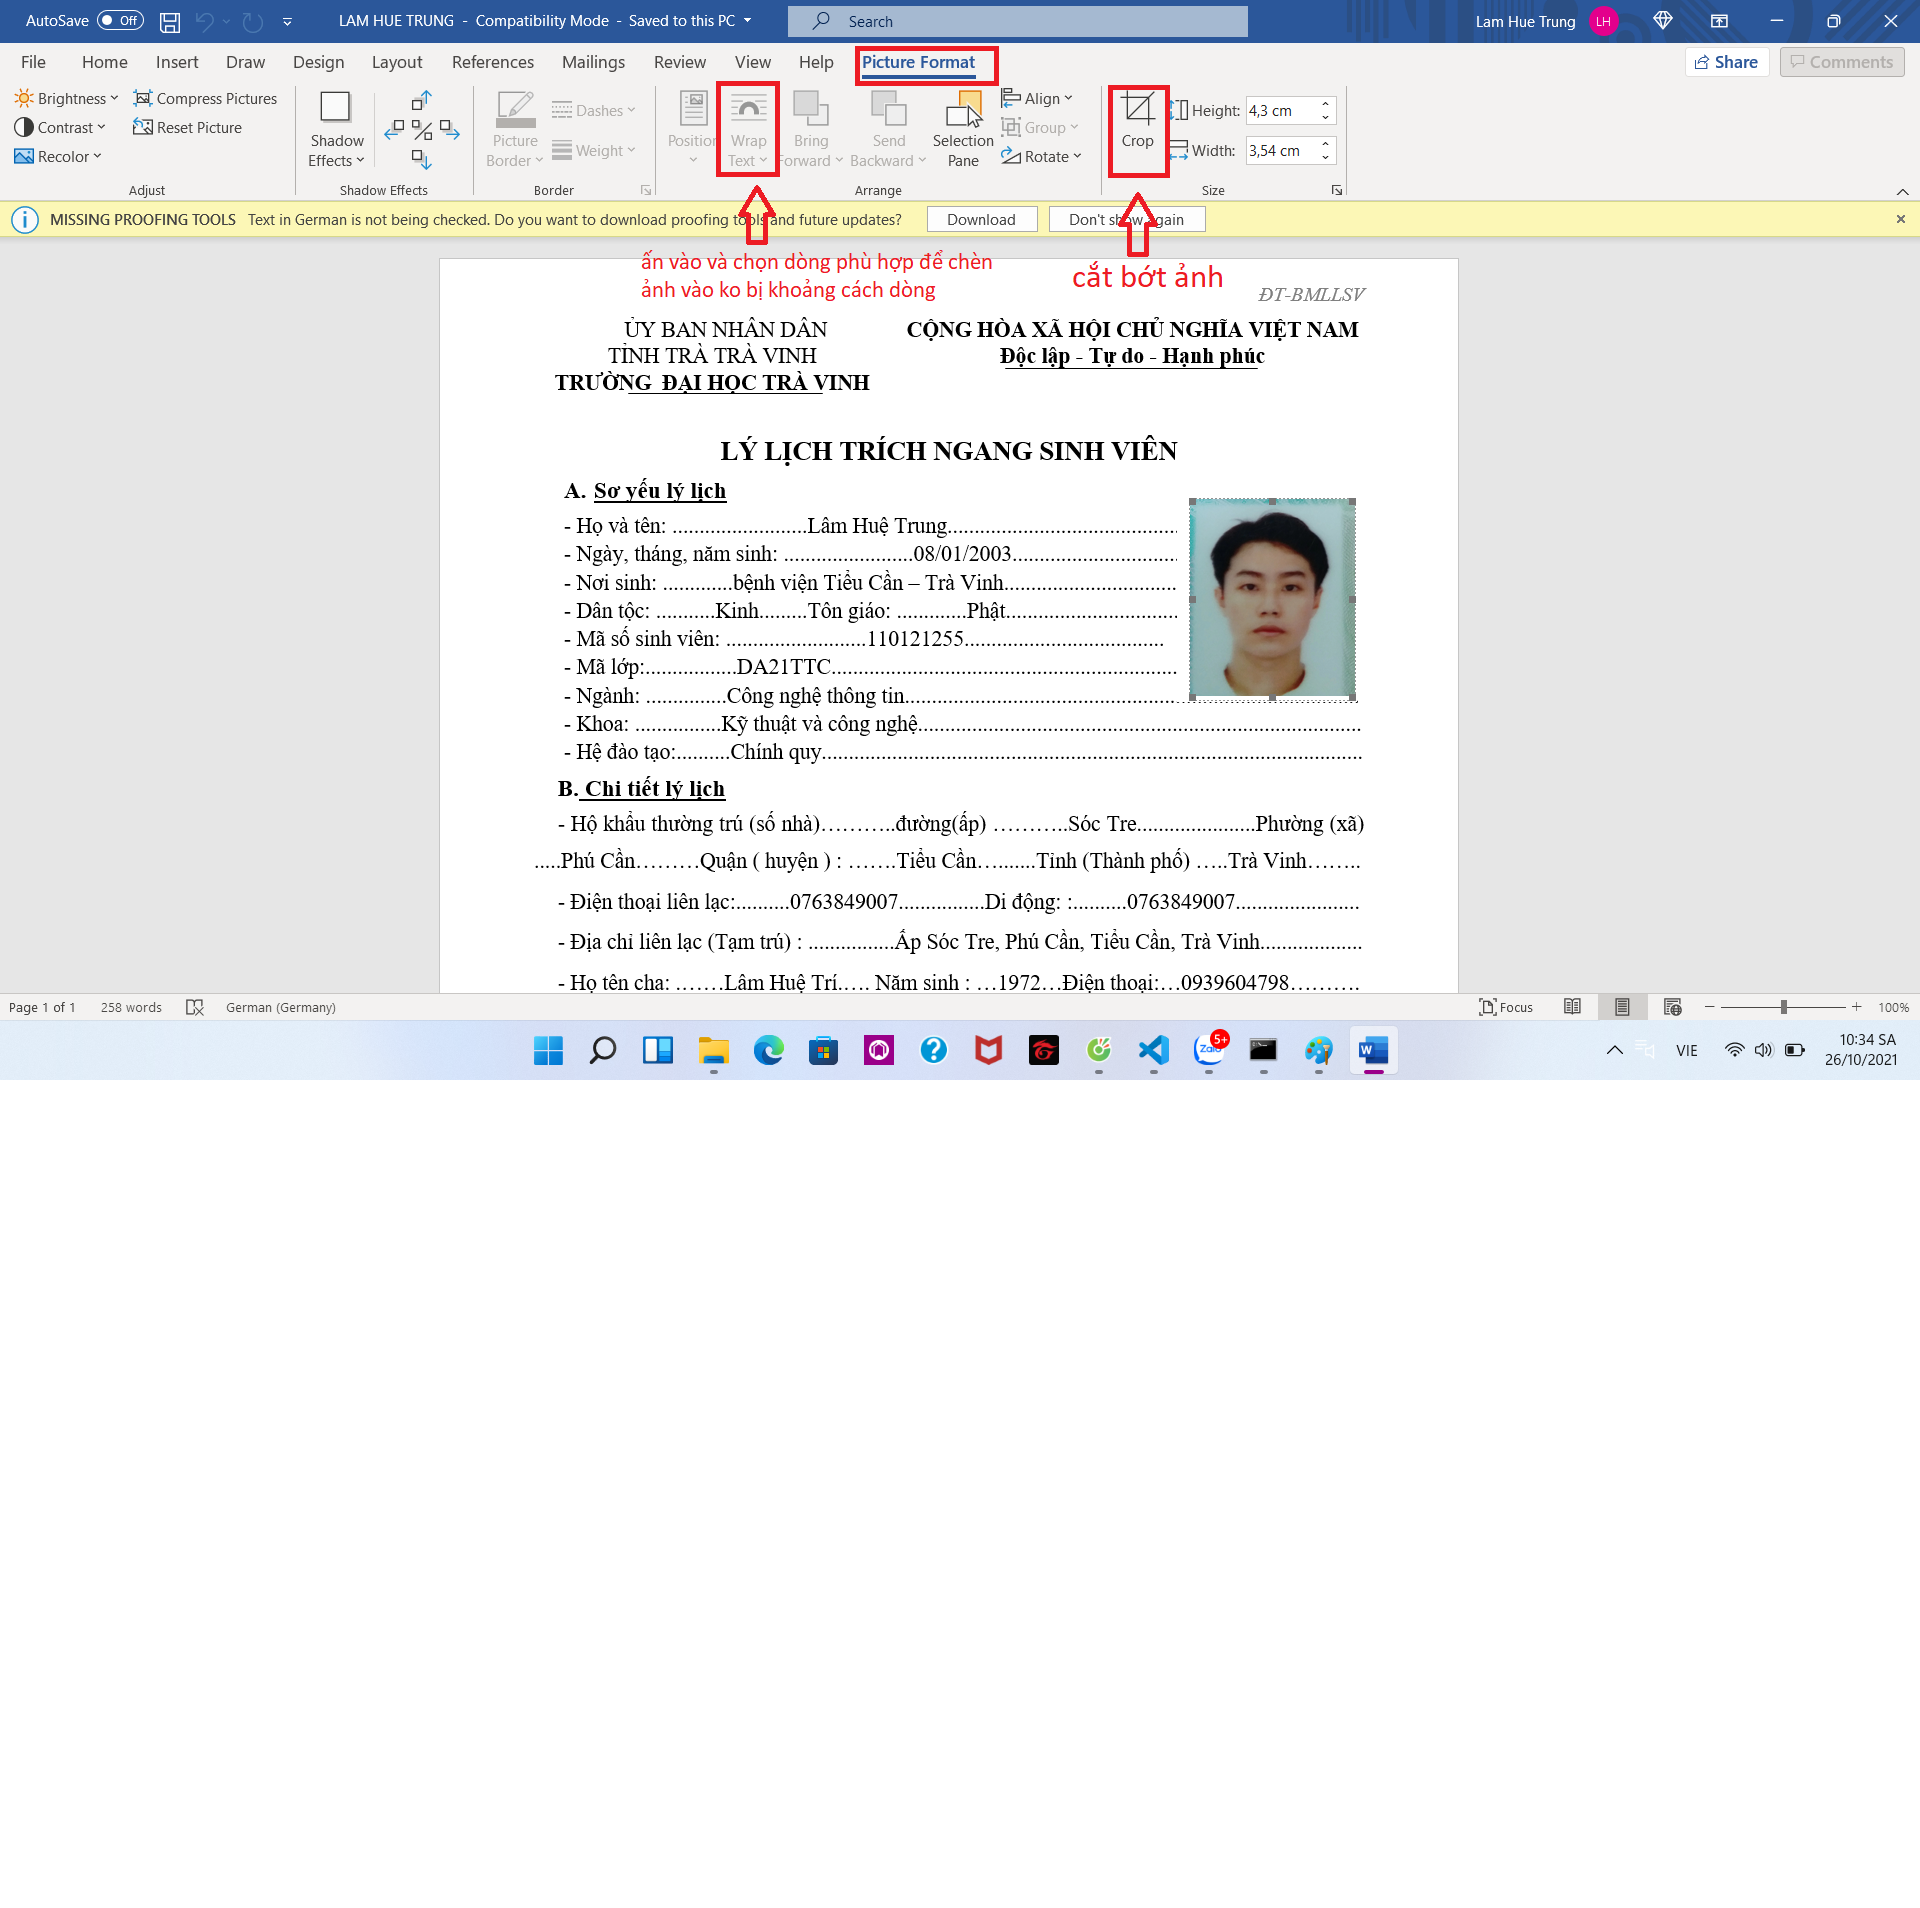 AutoSave Off LAM HUE TRUNG - Compatibility Mode - Saved to this PC Search Lam Hue Trung LH
File Home Insert Draw Design Layout References Mailings Review View Help Picture Format Share Comments
Brightness Compress Pictures
Contrast Reset Picture
Recolor
Adjust
Shadow
Effects
Shadow Effects
Picture
Border
Dashes
Weight
Border
Position
Wrap
Text
Bring
Forward
Send
Backward
Selection
Pane
Align
Group
Rotate
Arrange
Crop
Height: 4,3 cm
Width: 3,54 cm
Size
MISSING PROOFING TOOLS Text in German is not being checked. Do you want to download proofing tools and future updates? Download Don't show again
ấn vào và chọn dòng phù hợp để chèn
ảnh vào ko bị khoảng cách dòng
cắt bớt ảnh
ĐT-BMLLSV
ỦY BAN NHÂN DÂN
TỈNH TRÀ TRÀ VINH
TRƯỜNG ĐẠI HỌC TRÀ VINH
CỘNG HÒA XÃ HỘI CHỦ NGHĨA VIỆT NAM
Độc lập - Tự do - Hạnh phúc
LÝ LỊCH TRÍCH NGANG SINH VIÊN
A. Sơ yếu lý lịch
- Họ và tên: .........................Lâm Huệ Trung...........................................
- Ngày, tháng, năm sinh: ........................08/01/2003...............................
- Nơi sinh: .............bệnh viện Tiểu Cần – Trà Vinh................................
- Dân tộc: ...........Kinh.........Tôn giáo: .............Phật................................
- Mã số sinh viên: ..........................110121255.....................................
- Mã lớp:.................DA21TTC................................................................
- Ngành: ...............Công nghệ thông tin....................................................................................
- Khoa: ................Kỹ thuật và công nghệ..................................................................................
- Hệ đào tạo:..........Chính quy....................................................................................................
B. Chi tiết lý lịch
- Hộ khẩu thường trú (số nhà)………..đường(ấp) ………..Sóc Tre......................Phường (xã)
.....Phú Cần………Quận ( huyện ) : …….Tiểu Cần….......Tỉnh (Thành phố) …..Trà Vinh……..
- Điện thoại liên lạc:..........0763849007................Di động: :..........0763849007.......................
- Địa chỉ liên lạc (Tạm trú) : ................Ấp Sóc Tre, Phú Cần, Tiểu Cần, Trà Vinh...................
- Họ tên cha: …….Lâm Huệ Trí.…. Năm sinh : …1972…Điện thoại:…0939604798……….
Page 1 of 1 258 words German (Germany) Focus 100%
Zalo 5+ W VIE 10:34 SA
26/10/2021